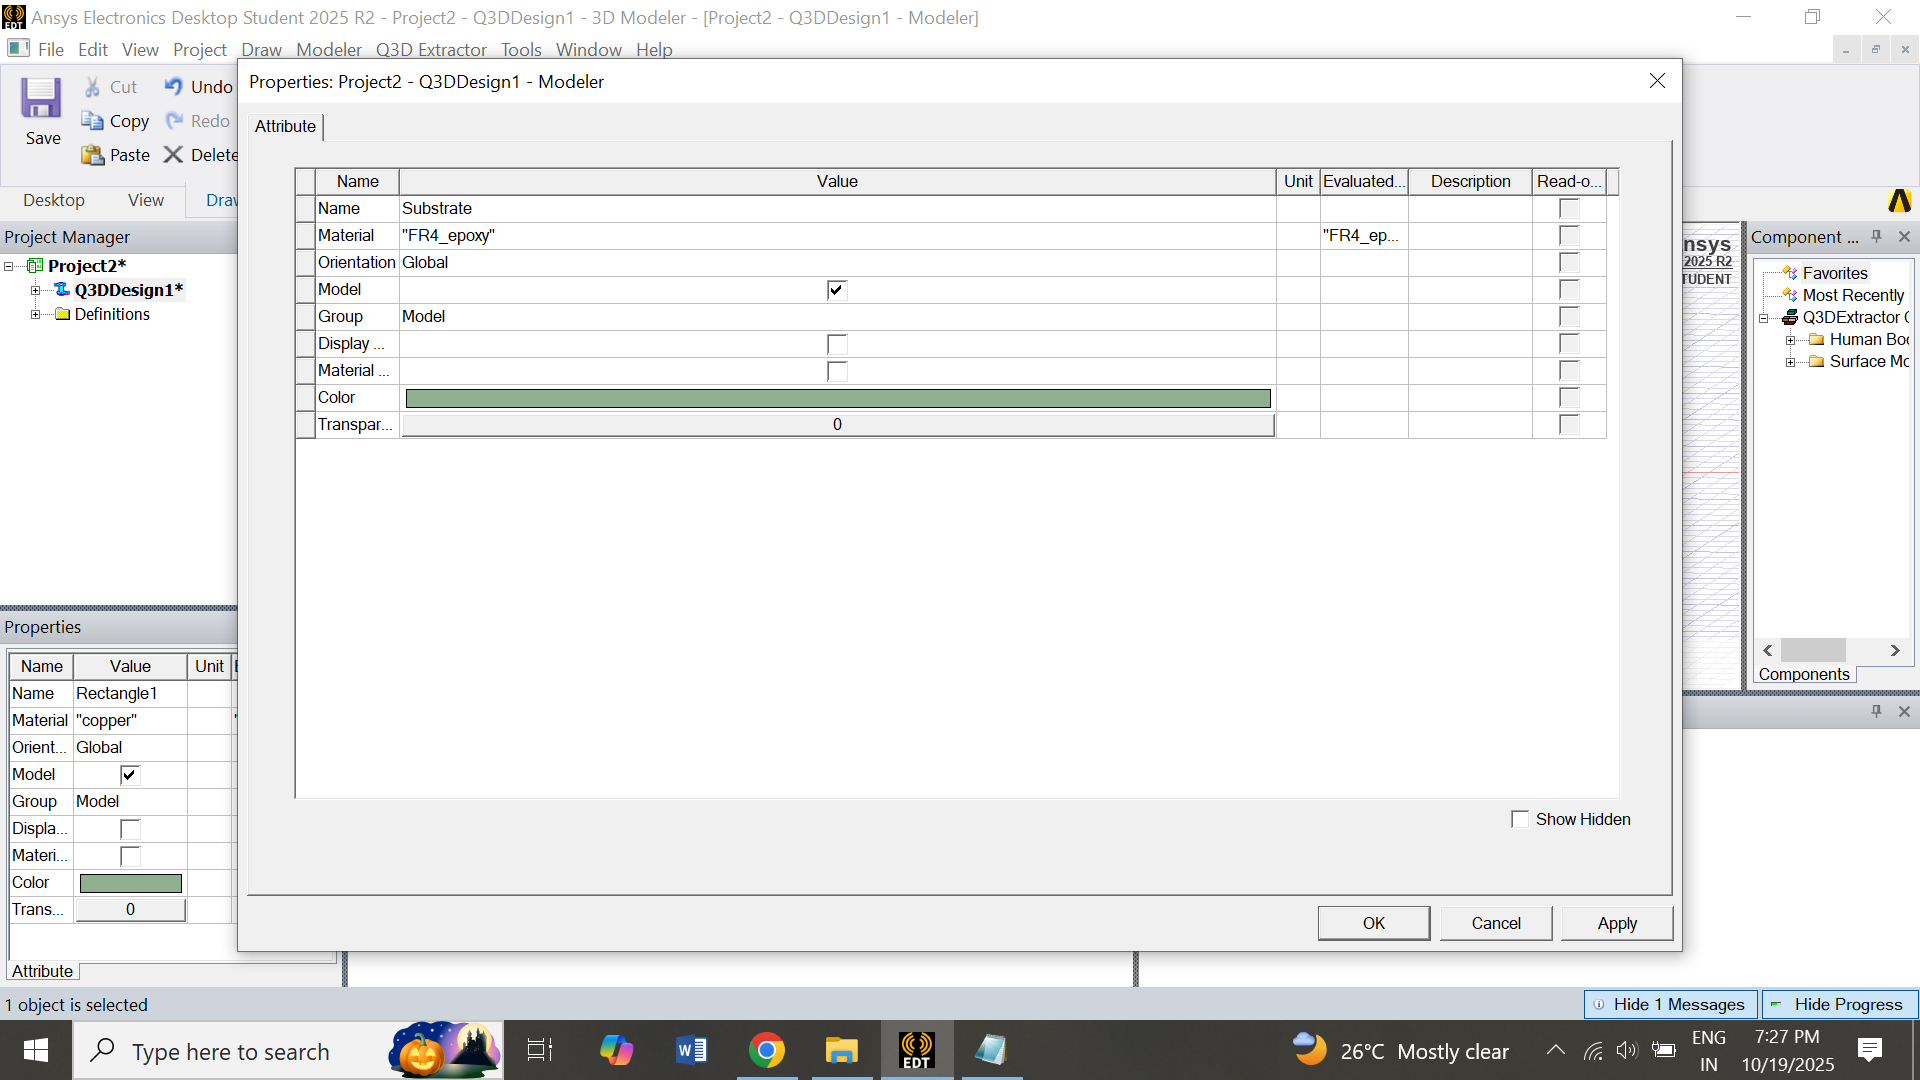 Ansys Electronics Desktop Student 2025 R2 - Project2 - Q3DDesign1 - 3D Modeler - [Project2 - Q3DDesign1 - Modeler]
File Edit View Project Draw Modeler Q3D Extractor Tools Window Help
Save
Cut
Copy
Paste
Undo
Redo
Delete
Desktop View
Project Manager
Project2*
Q3DDesign1*
Definitions
Properties: Project2 - Q3DDesign1 - Modeler
Attribute
Name Value Unit Evaluated... Description Read-o...
Name Substrate
Material "FR4_epoxy" "FR4_ep...
Orientation Global
Model
Group Model
Display ...
Material ...
Color
Transpar... 0
Show Hidden
OK Cancel Apply
2025 R2
Component ...
Favorites
Most Recently
Q3DExtractor
Human
Surface
Components
Properties
Name Value Unit
Name Rectangle1
Material "copper"
Orient... Global
Model
Group Model
Displa...
Materi...
Color
Trans... 0
Attribute
1 object is selected
Hide 1 Messages Hide Progress
Type here to search
EDT
26°C Mostly clear
ENG
IN
7:27 PM
10/19/2025